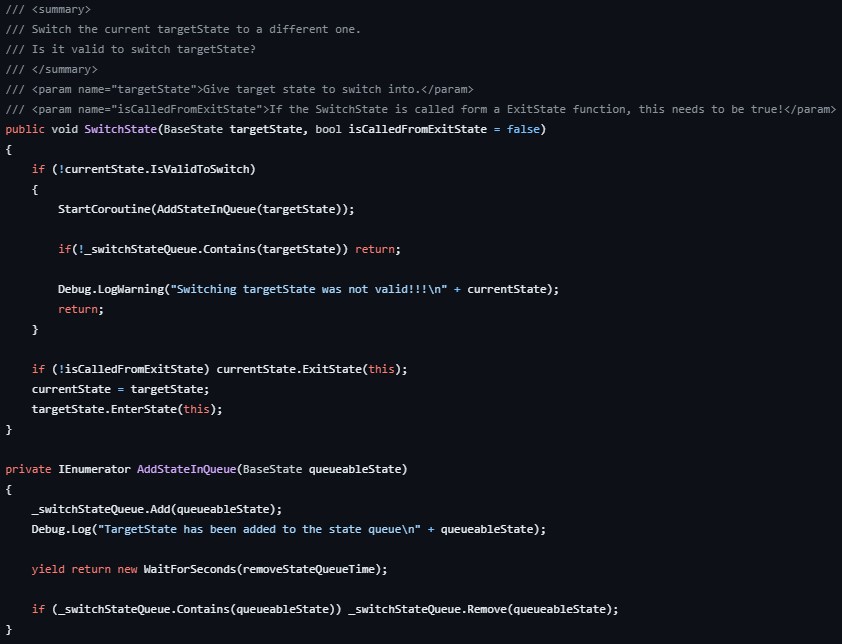 /// <summary>
/// Switch the current targetState to a different one.
/// Is it valid to switch targetState?
/// </summary>
/// <param name="targetState">Give target state to switch into.</param>
/// <param name="isCalledFromExitState">If the SwitchState is called form a ExitState function, this needs to be true!</param>
public void SwitchState(BaseState targetState, bool isCalledFromExitState = false)
{
    if (!currentState.IsValidToSwitch)
    {
        StartCoroutine(AddStateInQueue(targetState));

        if(!_switchStateQueue.Contains(targetState)) return;

        Debug.LogWarning("Switching targetState was not valid!!!\n" + currentState);
        return;
    }

    if (!isCalledFromExitState) currentState.ExitState(this);
    currentState = targetState;
    targetState.EnterState(this);
}

private IEnumerator AddStateInQueue(BaseState queueableState)
{
    _switchStateQueue.Add(queueableState);
    Debug.Log("TargetState has been added to the state queue\n" + queueableState);

    yield return new WaitForSeconds(removeStateQueueTime);

    if (_switchStateQueue.Contains(queueableState)) _switchStateQueue.Remove(queueableState);
}